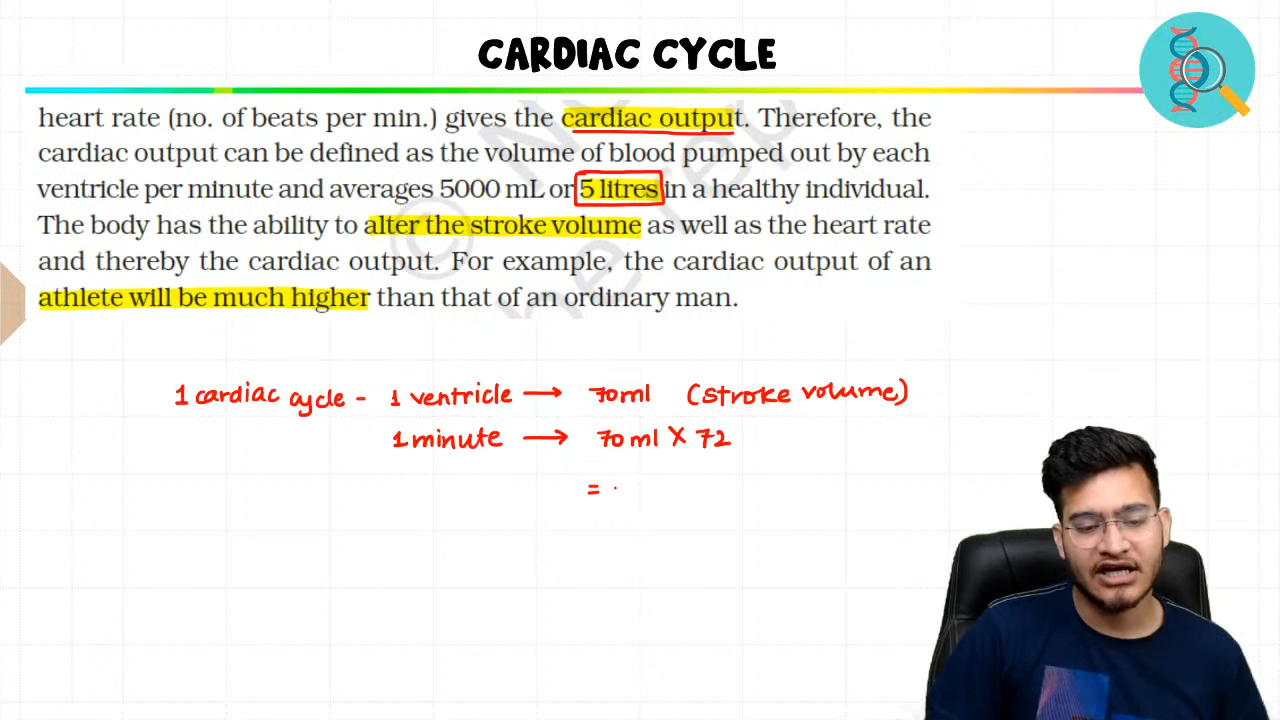 CARDIAC CYCLE
heart rate (no. of beats per min.) gives the cardiac output. Therefore, the
cardiac output can be defined as the volume of blood pumped out by each
ventricle per minute and averages 5000 mL or 5 litres in a healthy individual.
The body has the ability to alter the stroke volume as well as the heart rate
and thereby the cardiac output. For example, the cardiac output of an
athlete will be much higher than that of an ordinary man.
1 cardiac cycle - 1 ventricle → 70ml (stroke volume)
1 minute → 70 ml X 72
=